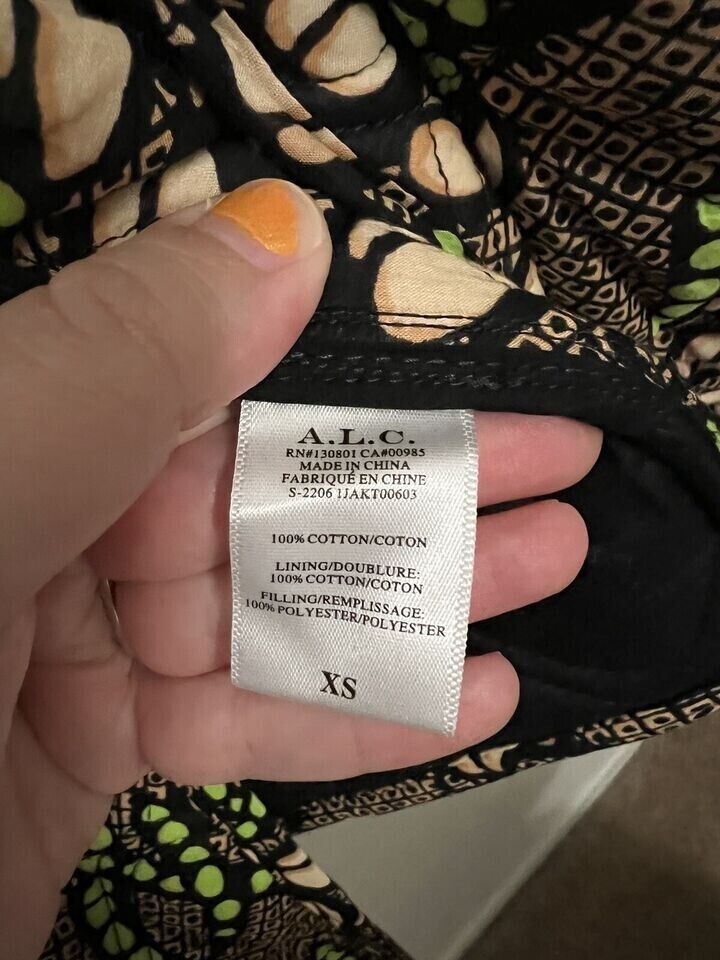 A.L.C.
RN#130801 CA#00985
MADE IN CHINA
FABRIQUÉ EN CHINE
S-2206 1JAKT00603
100% COTTON/COTON
LINING/DOUBLURE:
100% COTTON/COTON
FILLING/REMPLISSAGE:
100% POLYESTER/POLYESTER
XS